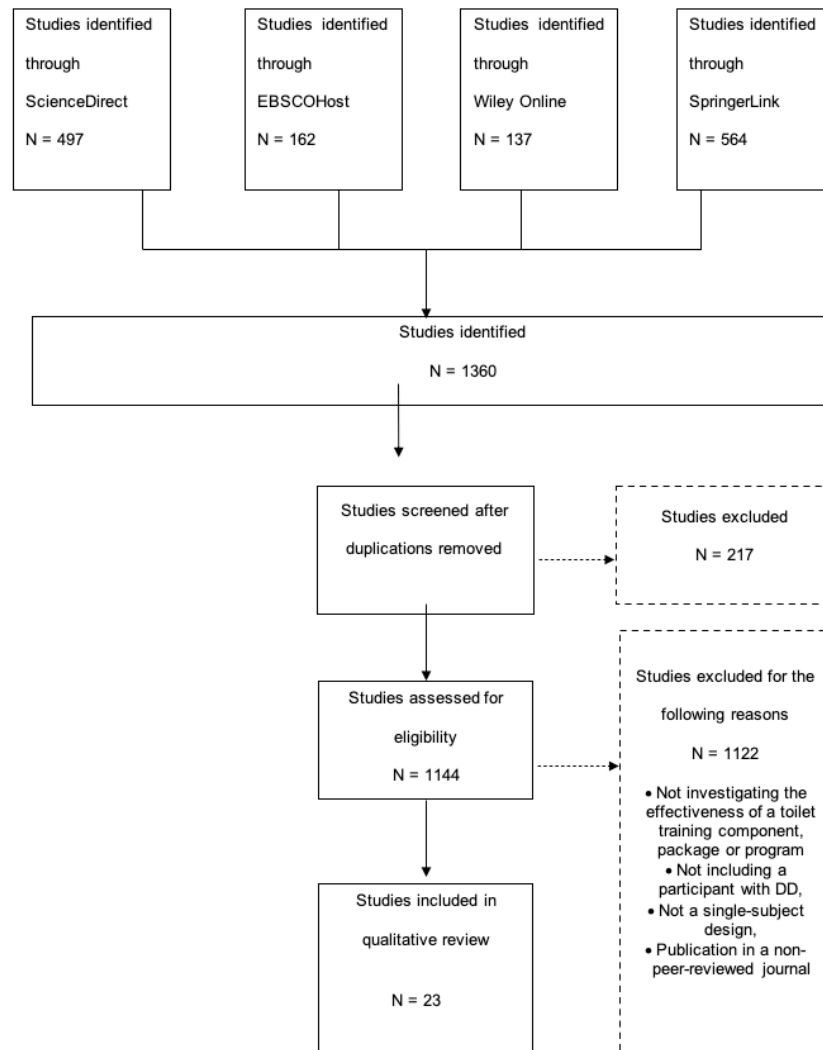 Studies identified
through
ScienceDirect
N = 497
Studies identified
through
EBSCOHost
N = 162
Studies identified
through
Wiley Online
N = 137
Studies identified
through
SpringerLink
N = 564
Studies identified
N = 1360
Studies screened after
duplications removed
Studies excluded
N = 217
Studies assessed for
eligibility
N = 1144
Studies excluded for the
following reasons
N = 1122
• Not investigating the
effectiveness of a toilet
training component,
package or program
• Not including a
participant with DD,
• Not a single-subject
design,
• Publication in a non-
peer-reviewed journal
Studies included in
qualitative review
N = 23